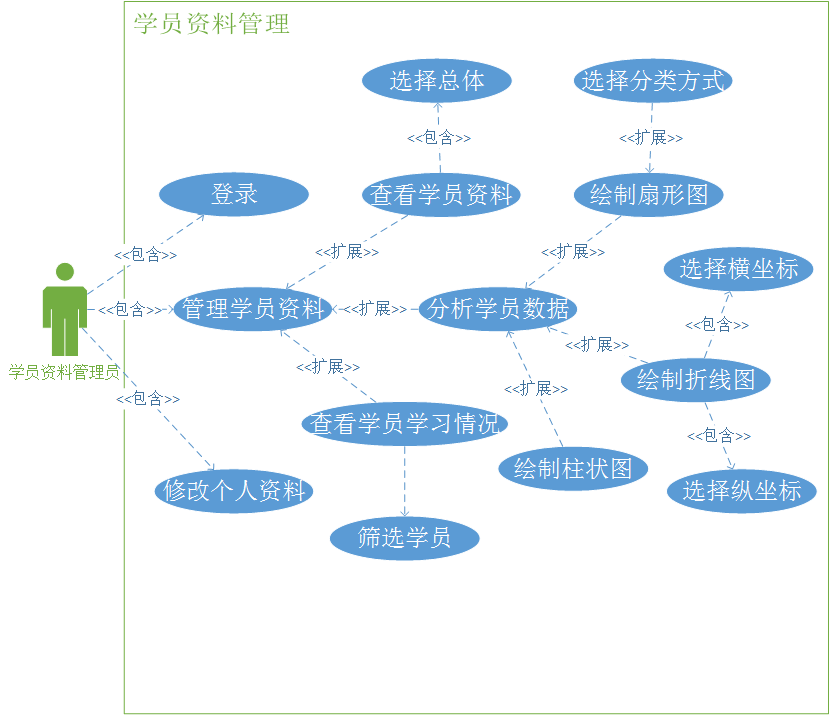 学员资料管理
选择总体
选择分类方式
<<包含>>
<<扩展>>
登录
查看学员资料
绘制扇形图
<<包含>>
<<扩展>>
<<扩展>>
选择横坐标
<<包含>>
管理学员资料
<<扩展>>
分析学员数据
<<包含>>
<<扩展>>
学员资料管理员
<<扩展>>
绘制折线图
<<包含>>
<<扩展>>
查看学员学习情况
<<包含>>
绘制柱状图
修改个人资料
选择纵坐标
筛选学员